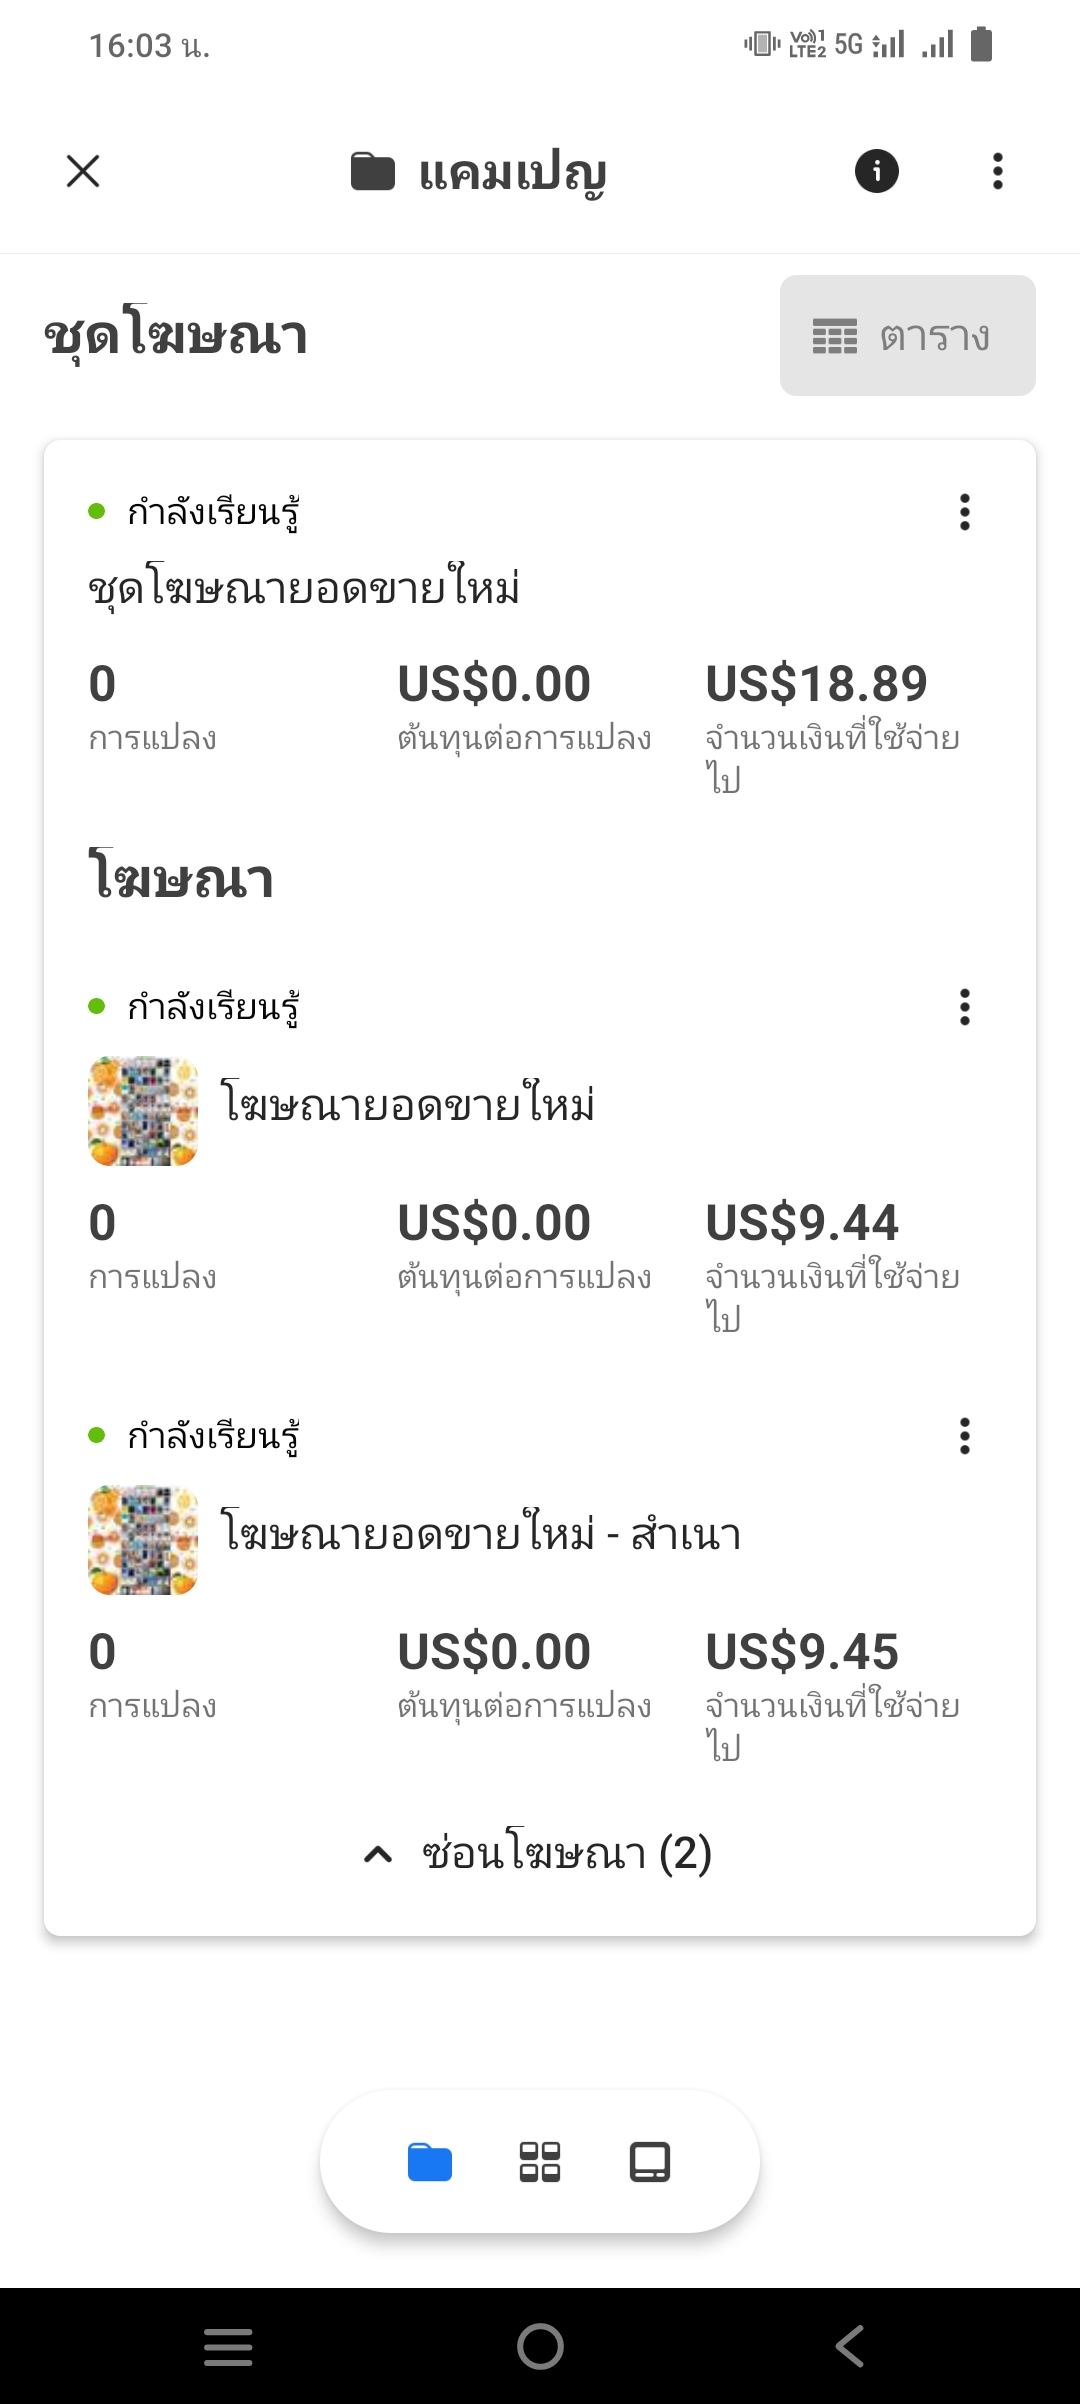 16:03 น.
Vo)) 1
LTE2 5G
แคมเปญ
ชุดโฆษณา
ตาราง
กำลังเรียนรู้
ชุดโฆษณายอดขายใหม่
0 US$0.00 US$18.89
การแปลง ต้นทุนต่อการแปลง จำนวนเงินที่ใช้จ่าย
ไป
โฆษณา
กำลังเรียนรู้
โฆษณายอดขายใหม่
0 US$0.00 US$9.44
การแปลง ต้นทุนต่อการแปลง จำนวนเงินที่ใช้จ่าย
ไป
กำลังเรียนรู้
โฆษณายอดขายใหม่ - สำเนา
0 US$0.00 US$9.45
การแปลง ต้นทุนต่อการแปลง จำนวนเงินที่ใช้จ่าย
ไป
ซ่อนโฆษณา (2)